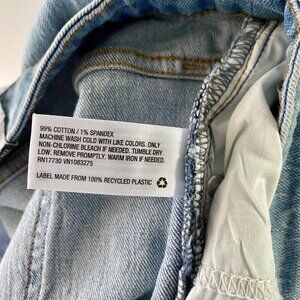 99% COTTON / 1% SPANDEX
MACHINE WASH COLD WITH LIKE COLORS. ONLY
NON-CHLORINE BLEACH IF NEEDED. TUMBLE DRY
LOW. REMOVE PROMPTLY. WARM IRON IF NEEDED.
RN17730 VN1083275
LABEL MADE FROM 100% RECYCLED PLASTIC